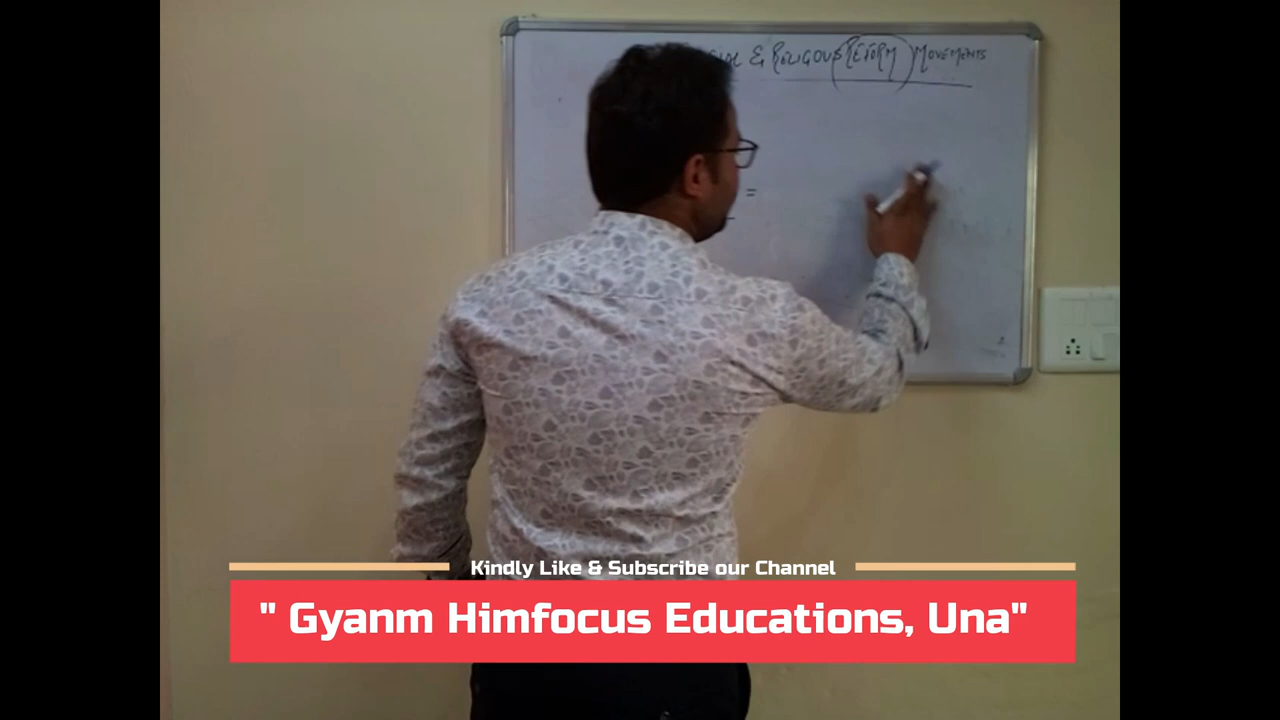 & RELIGOUS REFORM MOVEMENTS
=
Kindly Like & Subscribe our Channel
" Gyanm Himfocus Educations, Una"